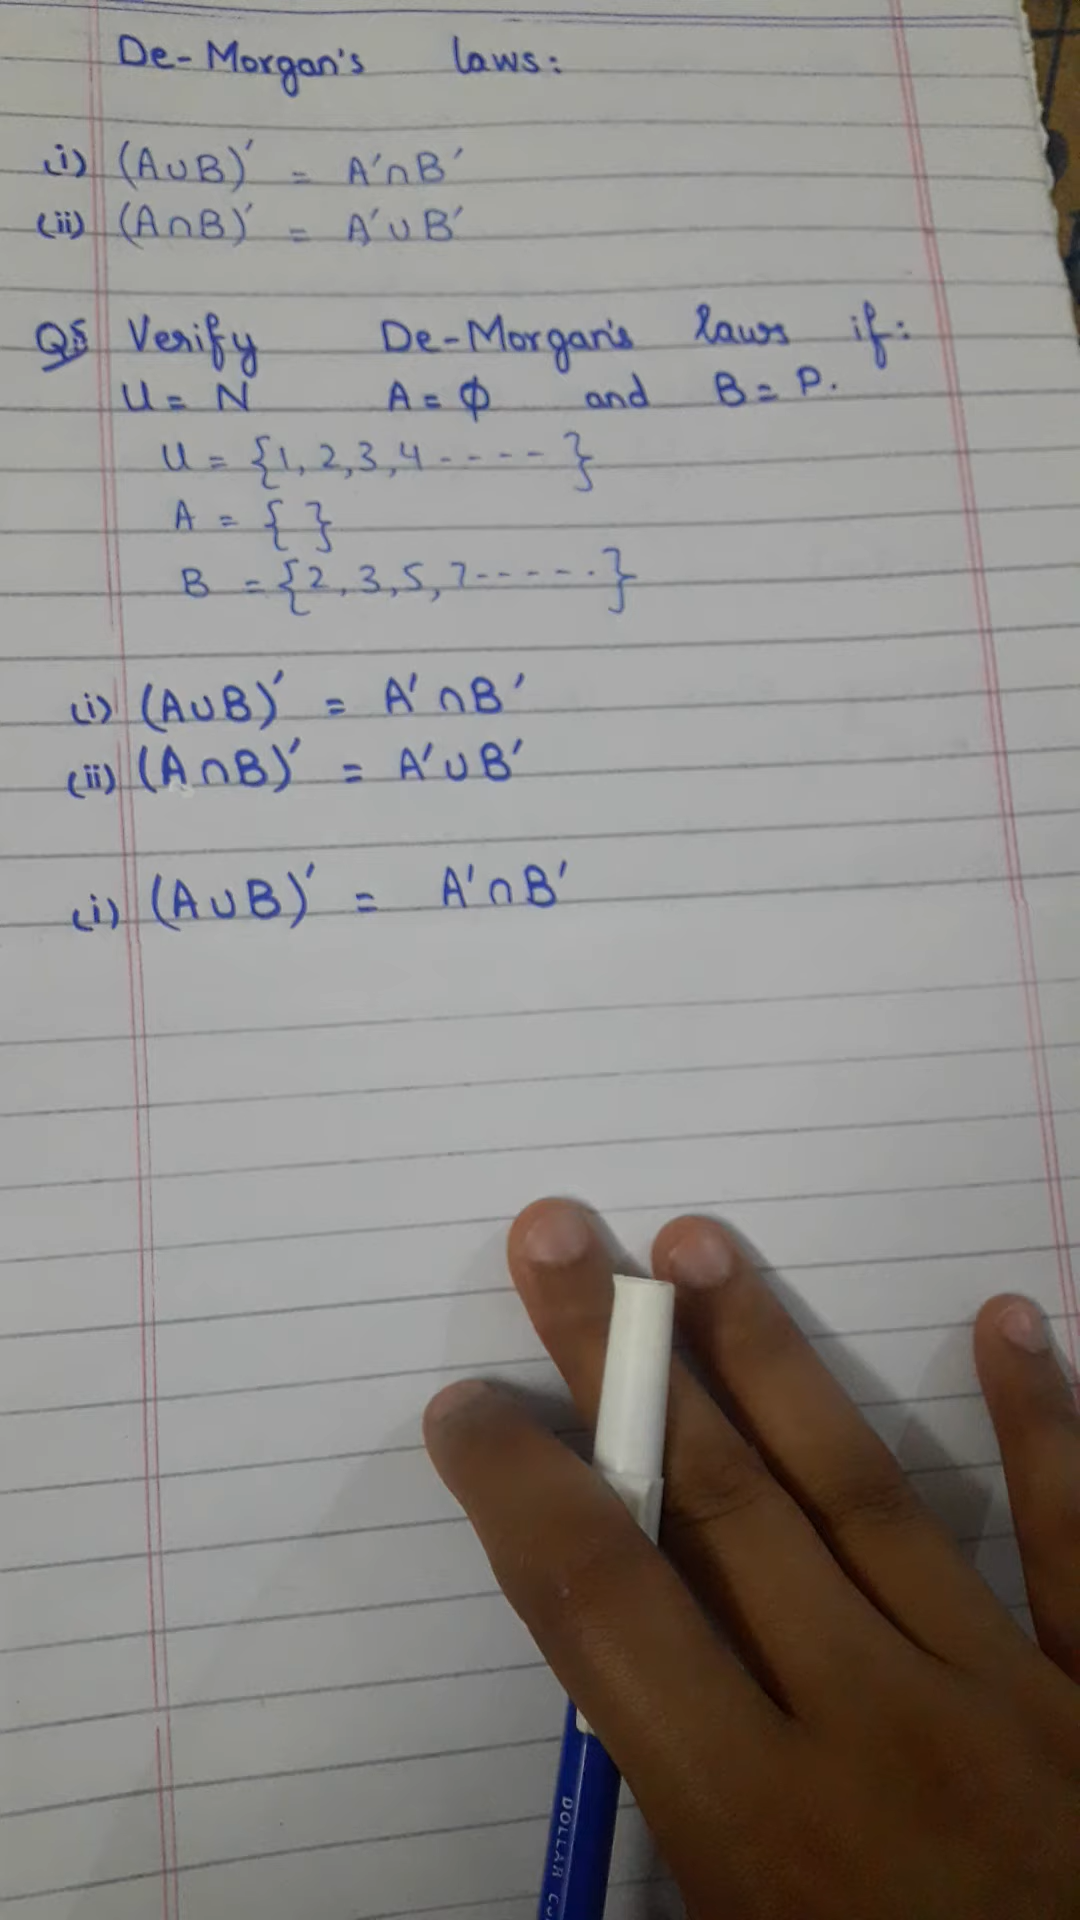 De-Morgan's laws:
(i) (A∪B)′ = A′∩B′
(ii) (A∩B)′ = A′∪B′
Q5 Verify De-Morgan's laws if:
U = N A = ϕ and B = P.
U = {1, 2, 3, 4 - - - - }
A = { }
B = {2, 3, 5, 7 - - - - - .}
(i) (A∪B)′ = A′∩B′
(ii) (A∩B)′ = A′∪B′
(i) (A∪B)′ = A′∩B′
DOLLAR